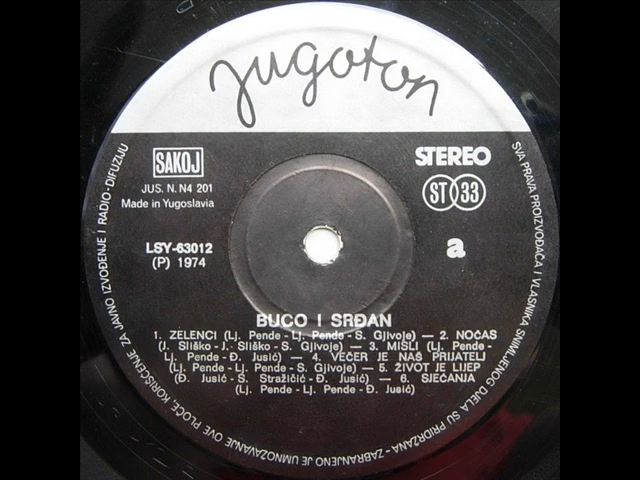 jugoton
SAKOJ
JUS. N. N4 201
Made in Yugoslavia
STEREO
ST 33
LSY-63012
(P) 1974
a
BUCO I SRĐAN
1. ZELENCI (Lj. Pende - Lj. Pende - S. Gjivoje) — 2. NOĆAS
(J. Sliško - J. Sliško - S. Gjivoje) — 3. MISLI (Lj. Pende -
Lj. Pende - Đ. Jusić) — 4. VEČER JE NAŠ PRIJATELJ
(Lj. Pende - Lj. Pende - S. Gjivoje) — 5. ŽIVOT JE LIJEP
(Đ. Jusić - S. Stražičić - Đ. Jusić) — 6. SJEĆANJA
(Lj. Pende - Lj. Pende - Đ. Jusić)
SVA PRAVA PROIZVOĐAČA I VLASNIKA SNIMLJENOG DJELA SU PRIDRŽANA - ZABRANJENO JE UMNOŽAVANJE OVE PLOČE, KORIŠĆENJE ZA JAVNO IZVOĐENJE I RADIO-DIFUZIJU